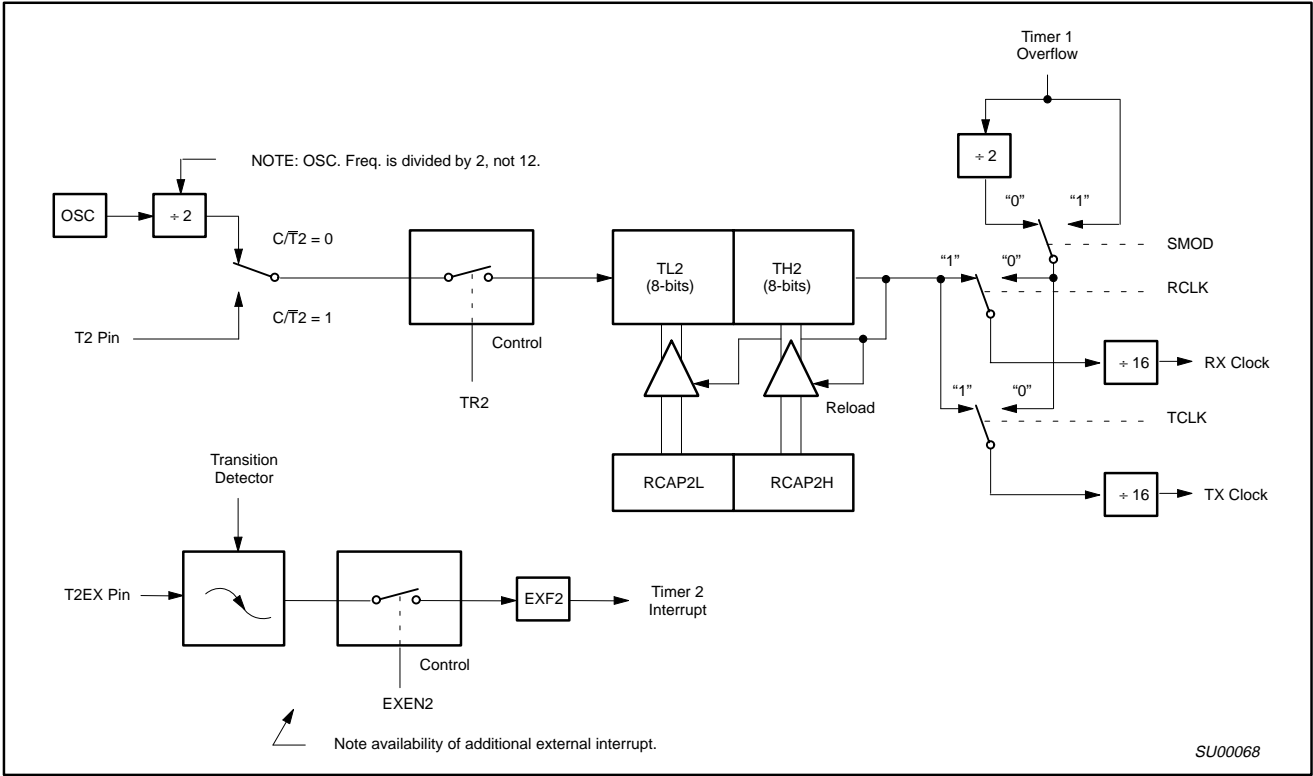 Timer 1
Overflow
÷ 2
NOTE: OSC. Freq. is divided by 2, not 12.
OSC
÷ 2
“0”
“1”
C/T̅2 = 0
SMOD
TL2
(8-bits)
TH2
(8-bits)
“1”
“0”
RCLK
C/T̅2 = 1
T2 Pin
Control
÷ 16
RX Clock
TR2
Reload
“1”
“0”
TCLK
Transition
Detector
RCAP2L
RCAP2H
÷ 16
TX Clock
T2EX Pin
EXF2
Timer 2
Interrupt
Control
EXEN2
Note availability of additional external interrupt.
SU00068